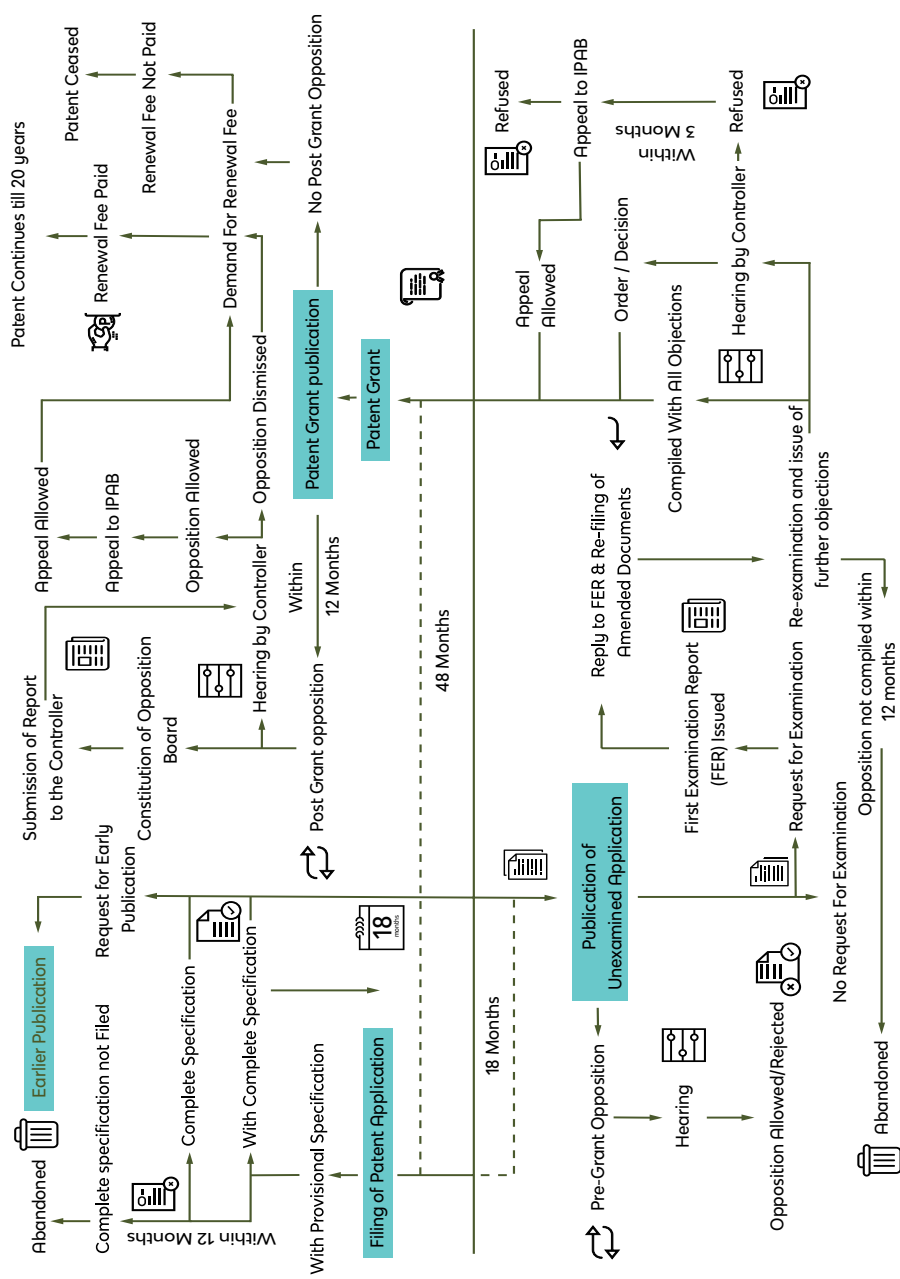 Abandoned
Complete specification not Filed
Within 12 Months
Complete Specification
With Complete Specification
With Provisional Specification
Filing of Patent Application
Earlier Publication
Request for Early
Publication
18
months
18 Months
48 Months
Submission of Report
to the Controller
Constitution of Opposition
Board
Hearing by Controller
Post Grant opposition
Within
12 Months
Appeal Allowed
Appeal to IPAB
Opposition Allowed
Opposition Dismissed
Patent Grant publication
Patent Grant
Patent Continues till 20 years
Renewal Fee Paid
Demand For Renewal Fee
Patent Ceased
Renewal Fee Not Paid
No Post Grant Opposition
Pre-Grant Opposition
Hearing
Opposition Allowed/Rejected
Publication of
Unexamined Application
No Request For Examination
Abandoned
First Examination Report
(FER) Issued
Request for Examination
Reply to FER & Re-filing of
Amended Documents
Re-examination and issue of
further objections
Opposition not compiled within
12 months
Compiled With All Objections
Appeal
Allowed
Order / Decision
Hearing by Controller
Refused
Appeal to IPAB
Within
3 Months
Refused